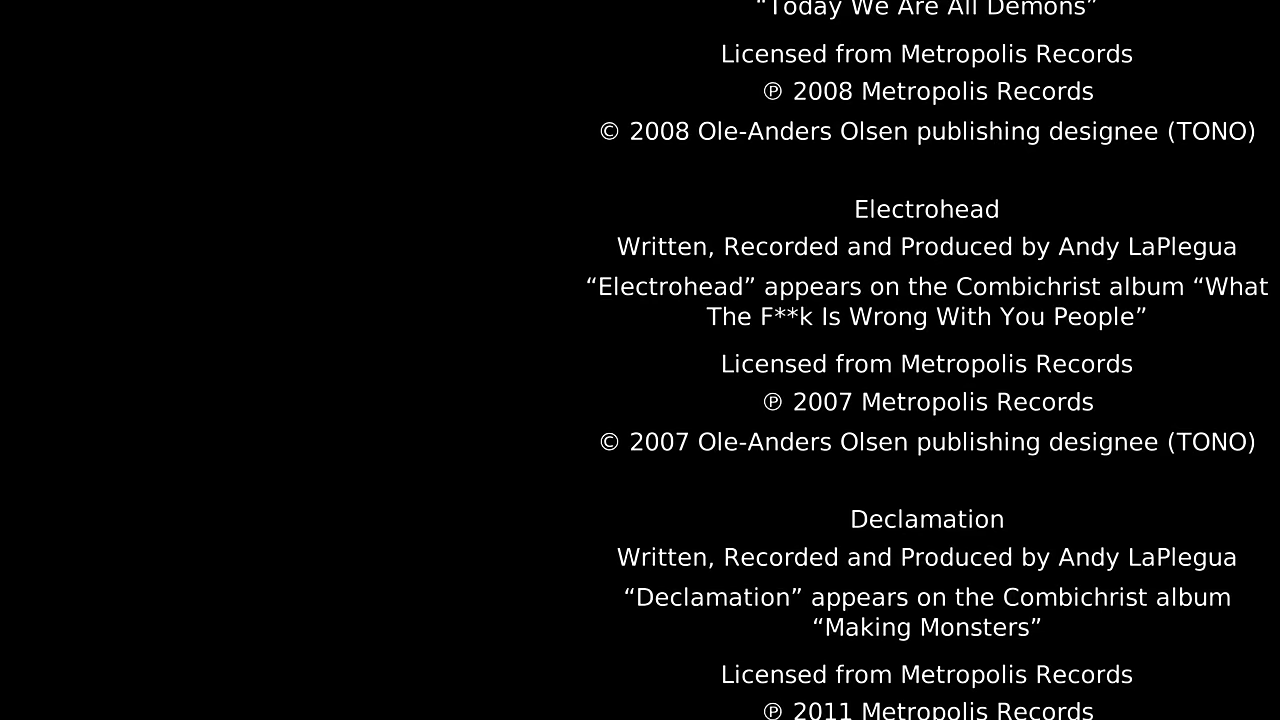 “Today We Are All Demons”
Licensed from Metropolis Records
℗ 2008 Metropolis Records
© 2008 Ole-Anders Olsen publishing designee (TONO)
Electrohead
Written, Recorded and Produced by Andy LaPlegua
“Electrohead” appears on the Combichrist album “What
The F**k Is Wrong With You People”
Licensed from Metropolis Records
℗ 2007 Metropolis Records
© 2007 Ole-Anders Olsen publishing designee (TONO)
Declamation
Written, Recorded and Produced by Andy LaPlegua
“Declamation” appears on the Combichrist album
“Making Monsters”
Licensed from Metropolis Records
℗ 2011 Metropolis Records